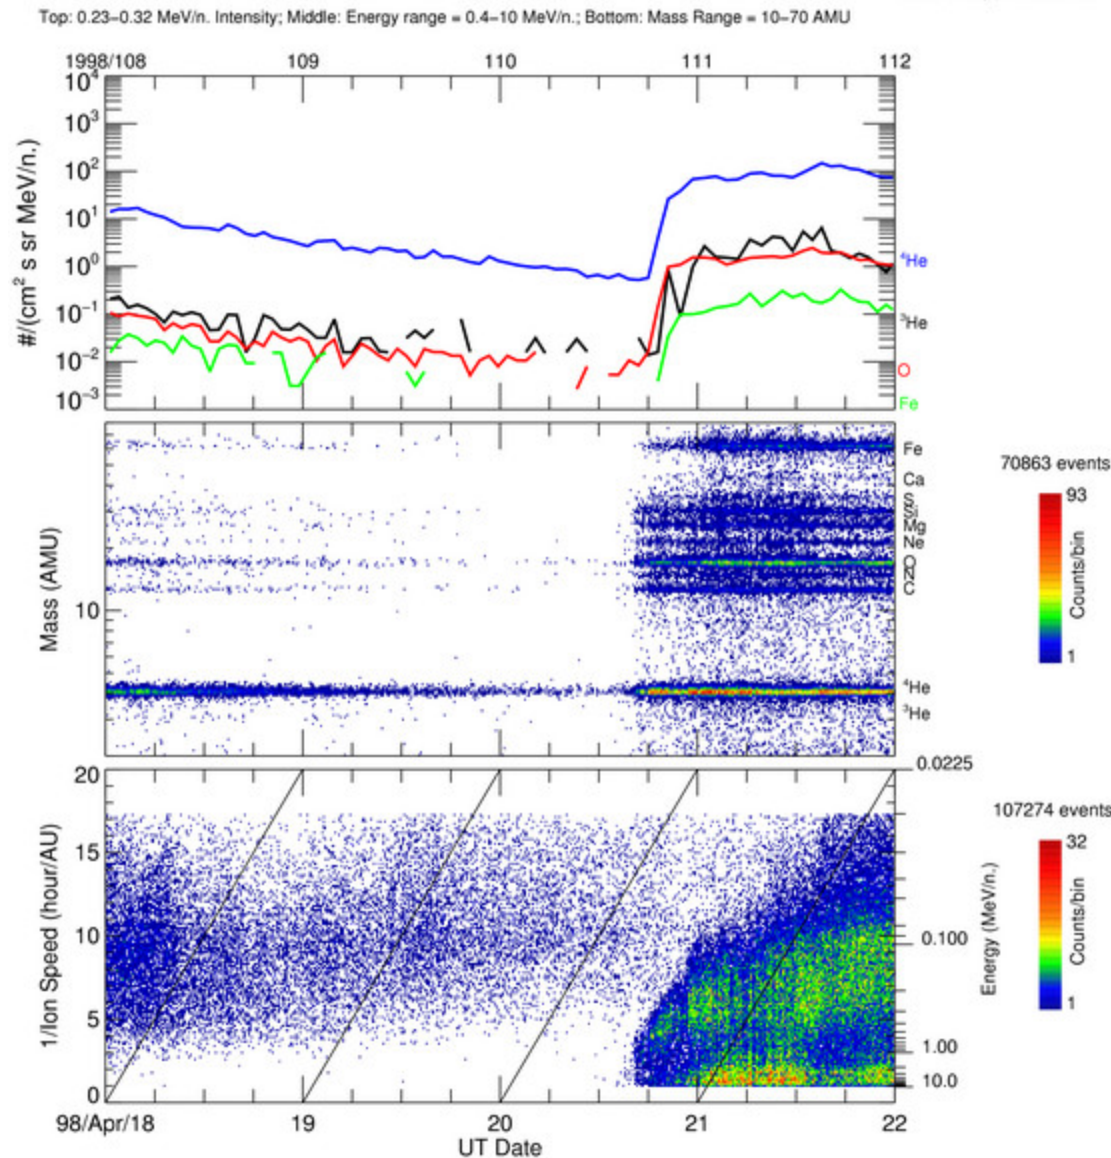 Top: 0.23–0.32 MeV/n. Intensity; Middle: Energy range = 0.4–10 MeV/n.; Bottom: Mass Range = 10–70 AMU
1998/108 109 110 111 112
#/(cm² s sr MeV/n.)
10⁴
10³
10²
10¹
10⁰
10⁻¹
10⁻²
10⁻³
⁴He
³He
O
Fe
Mass (AMU)
10
Fe
Ca
S
Si
Mg
Ne
O
N
C
⁴He
³He
70863 events
93
Counts/bin
1
1/Ion Speed (hour/AU)
20
15
10
5
0
0.0225
0.100
1.00
10.0
Energy (MeV/n.)
107274 events
32
Counts/bin
1
98/Apr/18 19 20 21 22
UT Date